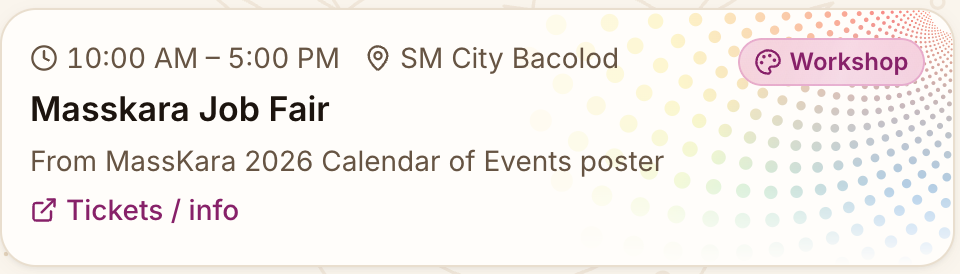 10:00 AM – 5:00 PM SM City Bacolod
Workshop
Masskara Job Fair
From MassKara 2026 Calendar of Events poster
Tickets / info